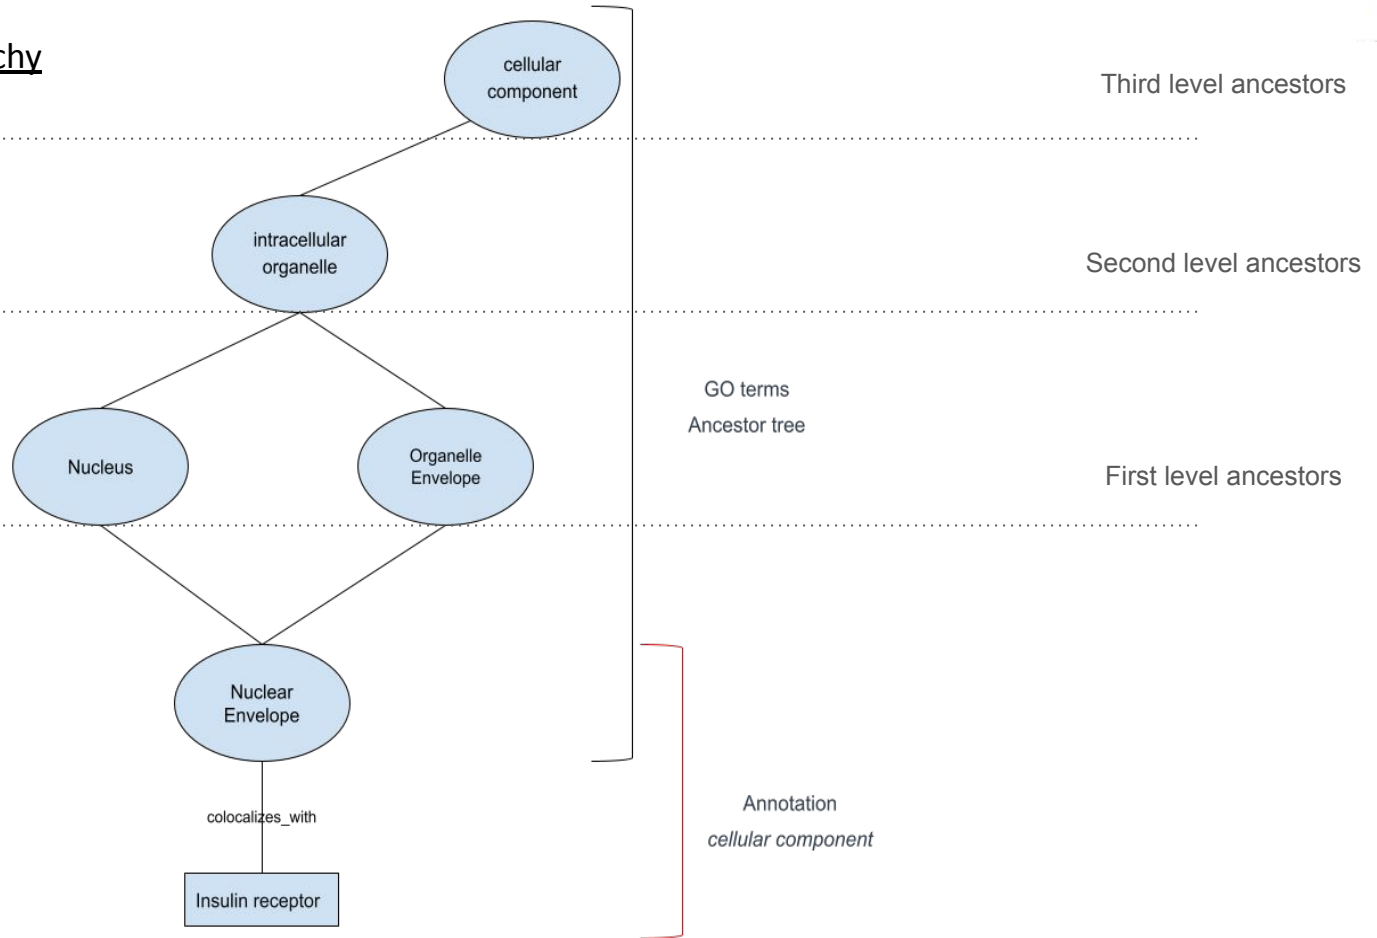 chy
cellular
component
Third level ancestors
intracellular
organelle
Second level ancestors
GO terms
Ancestor tree
Nucleus
Organelle
Envelope
First level ancestors
Nuclear
Envelope
colocalizes_with
Annotation
cellular component
Insulin receptor